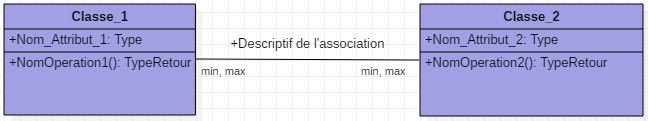 Classe_1
+Nom_Attribut_1: Type
+NomOperation1(): TypeRetour
+Descriptif de l'association
min, max
min, max
Classe_2
+Nom_Attribut_2: Type
+NomOperation2(): TypeRetour